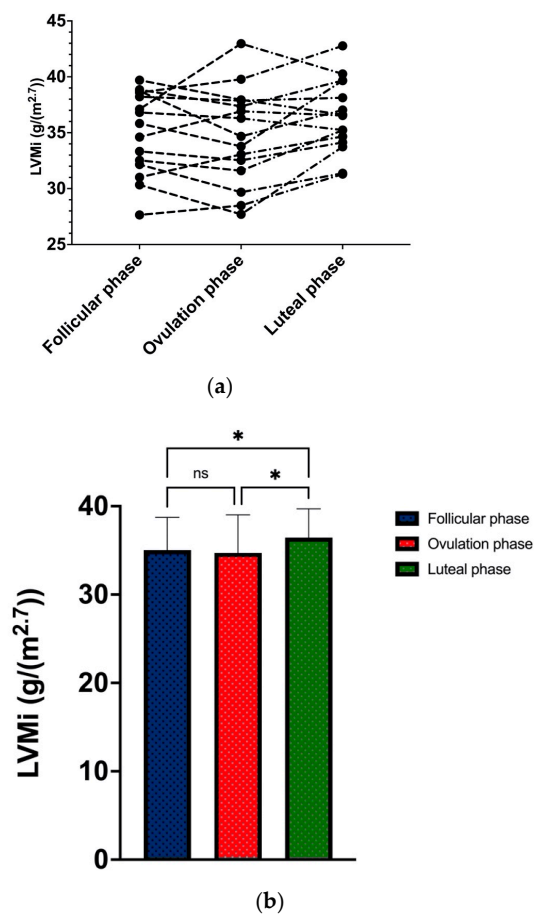 LVMi (g/(m2.7))
45
40
35
30
25
Follicular phase
Ovulation phase
Luteal phase
(a)
*
ns
*
LVMi (g/(m2.7))
40
30
20
10
0
Follicular phase
Ovulation phase
Luteal phase
(b)